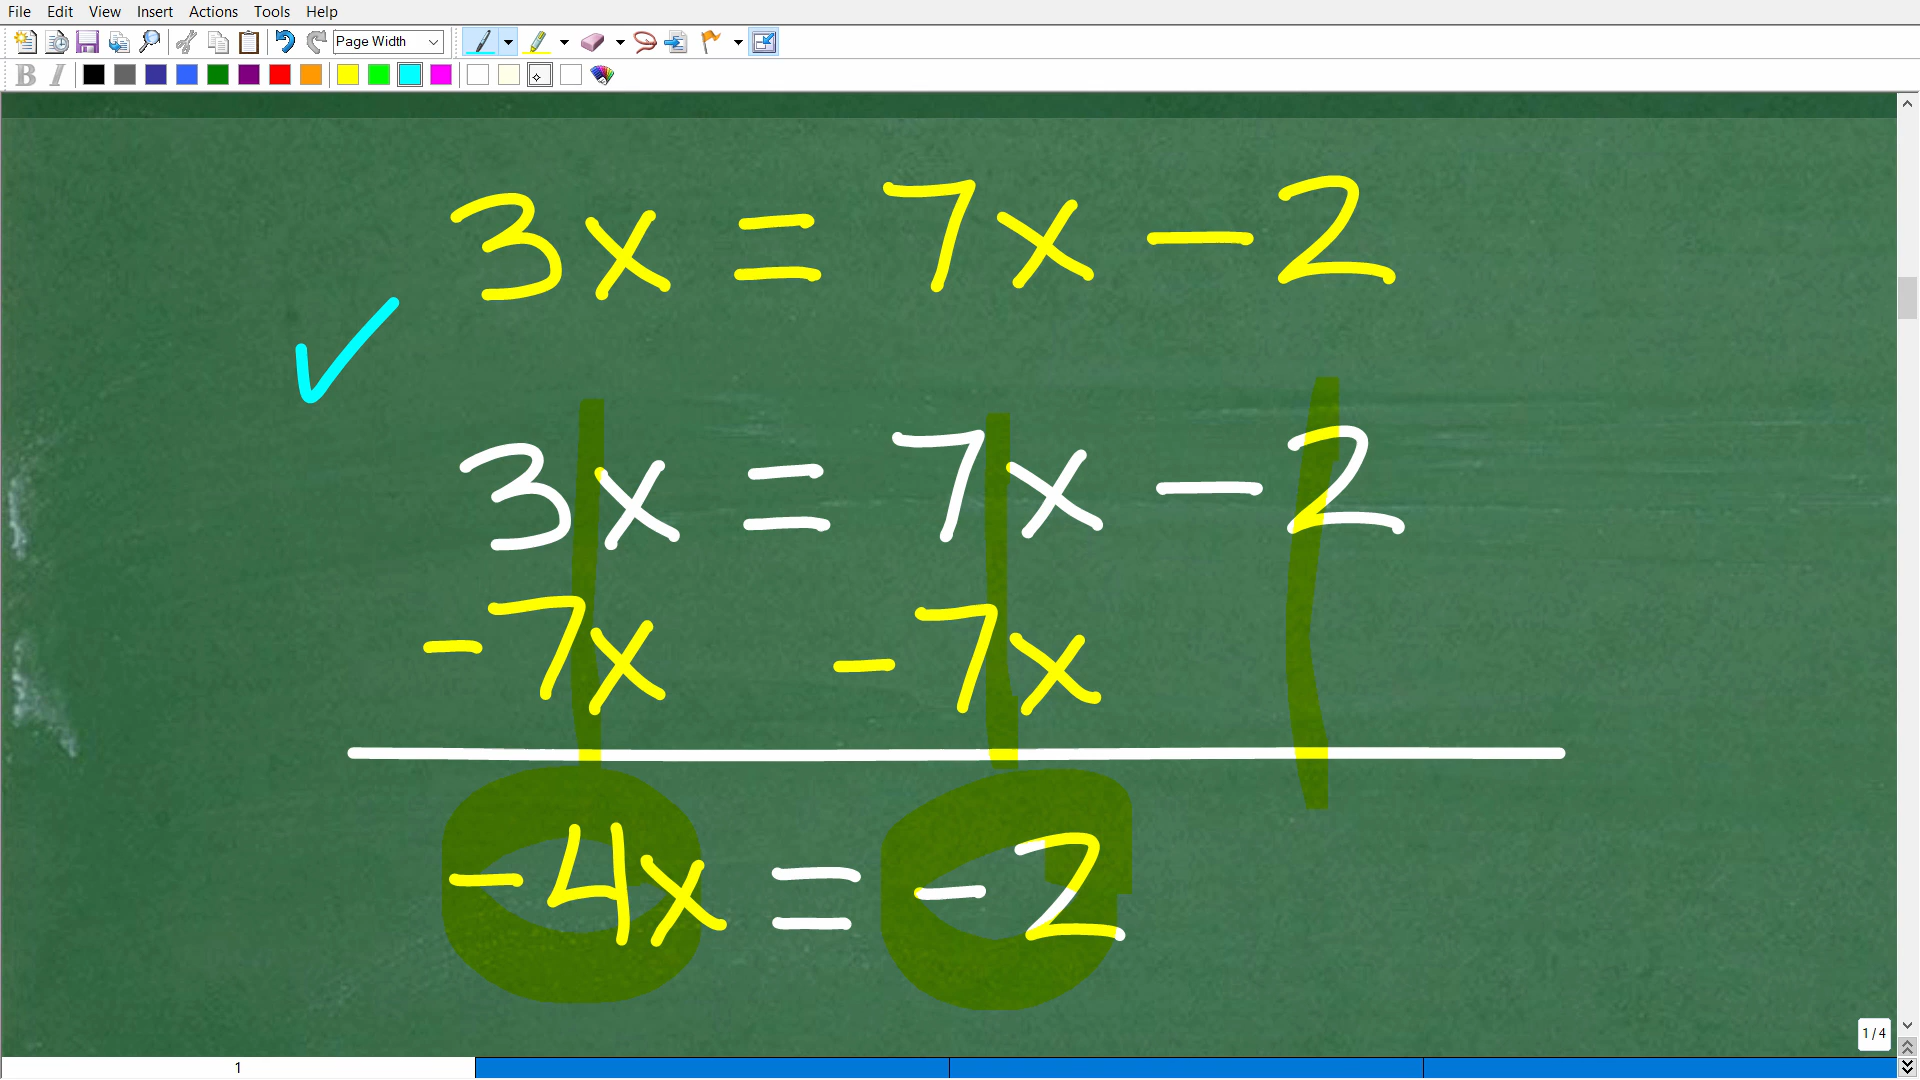 File Edit View Insert Actions Tools Help
Page Width
B I
3x = 7x - 2
3x = 7x - 2
-7x -7x
-4x = -2
1 / 4
1